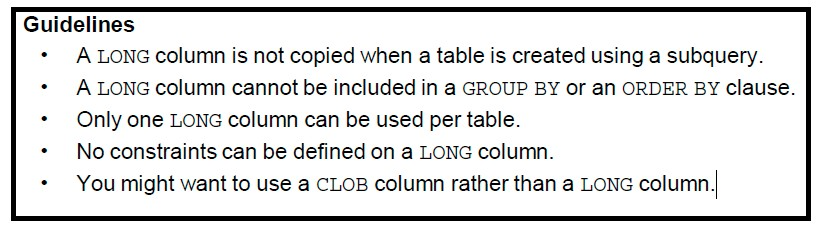 Guidelines
• A LONG column is not copied when a table is created using a subquery.
• A LONG column cannot be included in a GROUP BY or an ORDER BY clause.
• Only one LONG column can be used per table.
• No constraints can be defined on a LONG column.
• You might want to use a CLOB column rather than a LONG column.